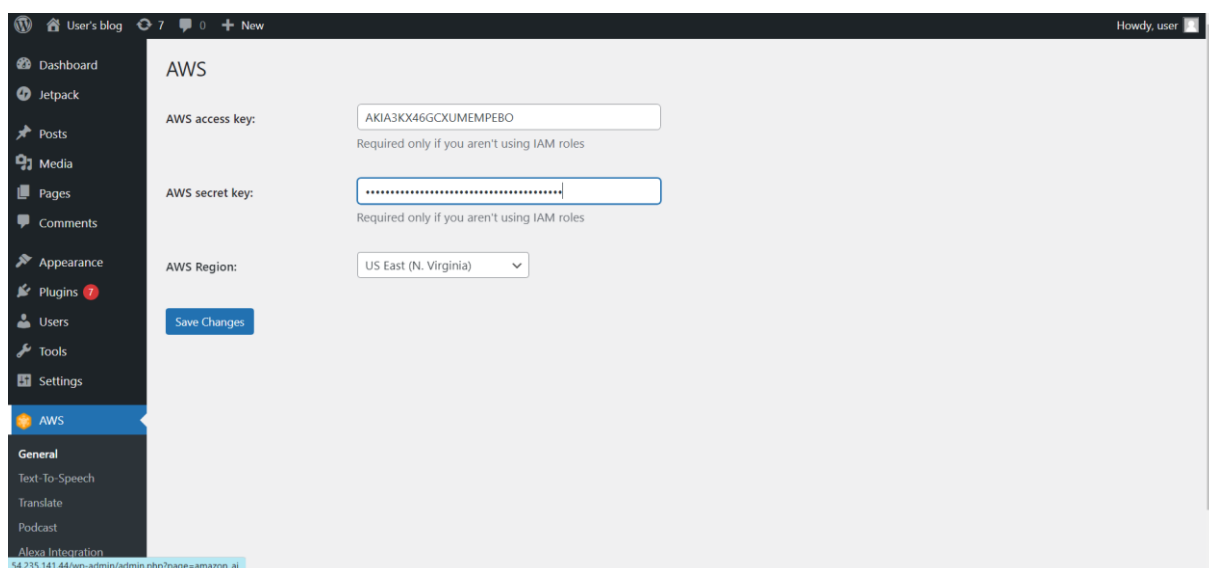 User's blog 7 0 + New Howdy, user
Dashboard
Jetpack
Posts
Media
Pages
Comments
Appearance
Plugins 7
Users
Tools
Settings
AWS
General
Text-To-Speech
Translate
Podcast
Alexa Integration
54.235.141.44/wp-admin/admin.php?page=amazon_ai
AWS
AWS access key: AKIA3KX46GCXUMEMPEBO
Required only if you aren't using IAM roles
AWS secret key: ••••••••••••••••••••••••••••••••••••••••
Required only if you aren't using IAM roles
AWS Region: US East (N. Virginia)
Save Changes